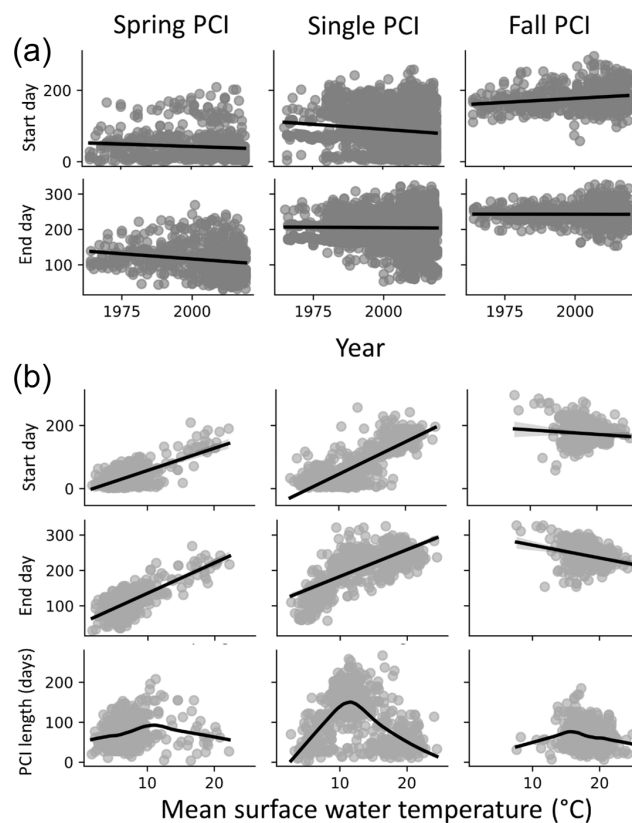 Spring PCI Single PCI Fall PCI
(a)
Start day
200
100
0
End day
300
200
100
1975 2000 1975 2000 1975 2000
Year
(b)
Start day
200
0
End day
300
200
100
PCI length (days)
200
100
0
10 20 10 20 10 20
Mean surface water temperature (°C)